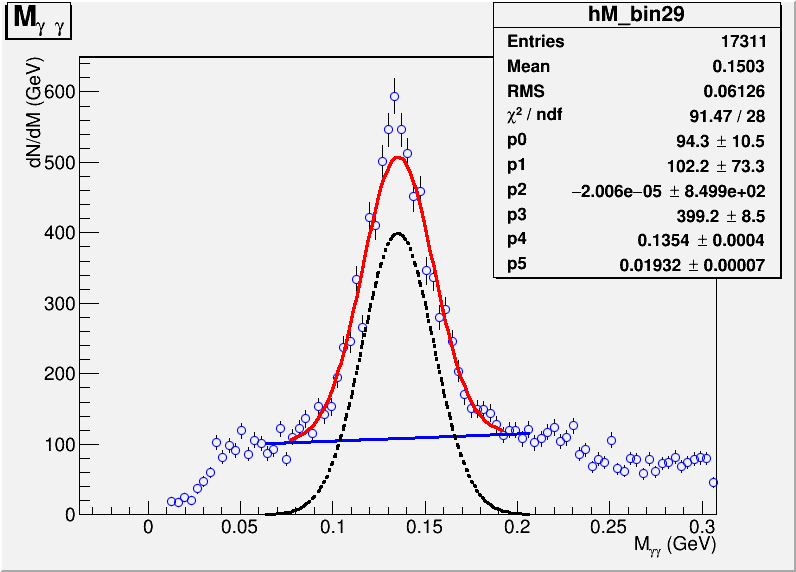 M γ γ
hM_bin29
Entries 17311
Mean 0.1503
RMS 0.06126
χ² / ndf 91.47 / 28
p0 94.3 ± 10.5
p1 102.2 ± 73.3
p2 −2.006e−05 ± 8.499e+02
p3 399.2 ± 8.5
p4 0.1354 ± 0.0004
p5 0.01932 ± 0.00007
dN/dM (GeV)
600
500
400
300
200
100
0
0 0.05 0.1 0.15 0.2 0.25 0.3
Mγγ (GeV)